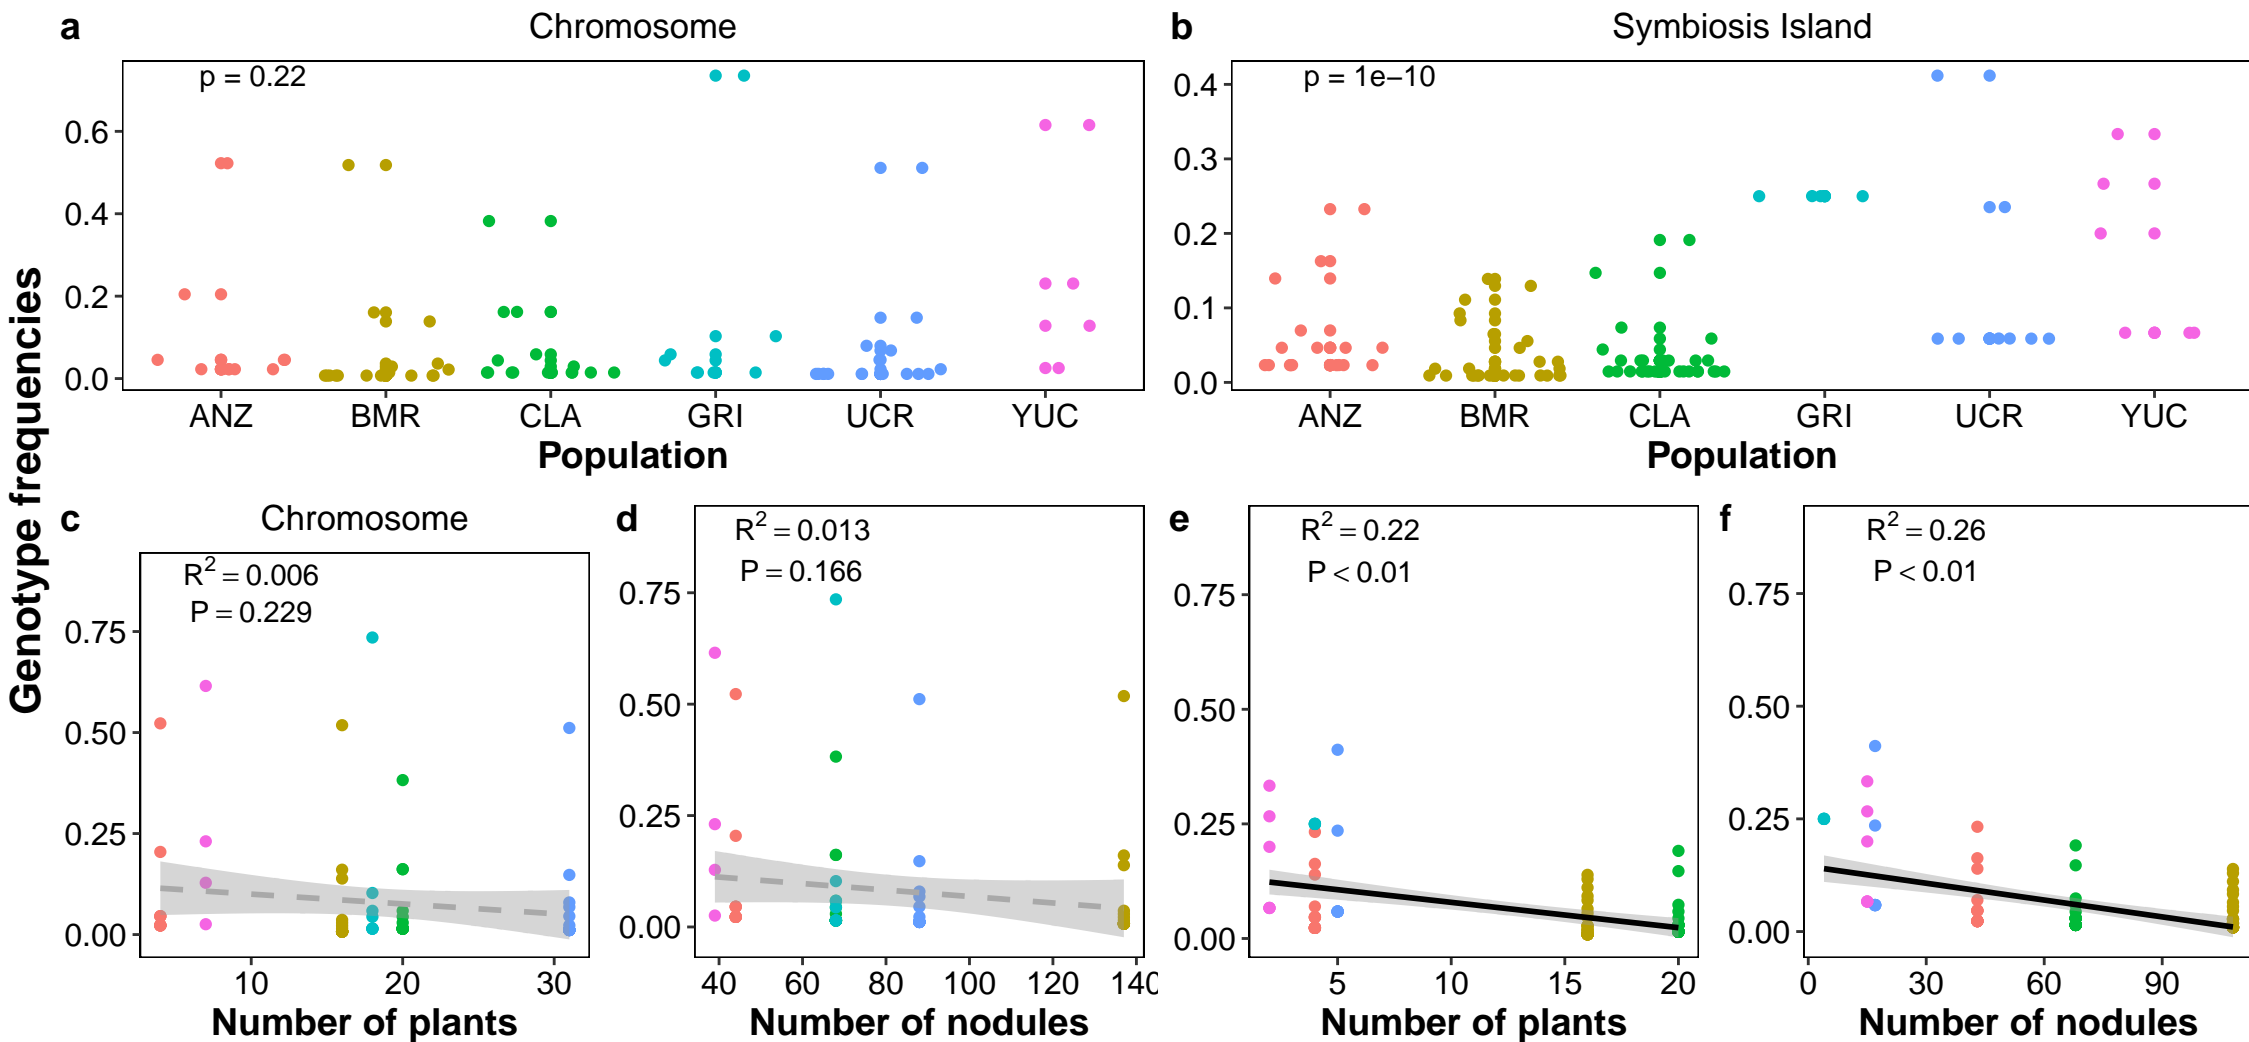 a
Chromosome
b
Symbiosis Island
p = 0.22
p = 1e−10
0.6
0.4
0.2
0.0
0.4
0.3
0.2
0.1
0.0
ANZ BMR CLA GRI UCR YUC
ANZ BMR CLA GRI UCR YUC
Population
Population
Genotype frequencies
c
Chromosome
R² = 0.006
P = 0.229
0.75
0.50
0.25
0.00
10 20 30
Number of plants
d
R² = 0.013
P = 0.166
0.75
0.50
0.25
0.00
40 60 80 100 120 140
Number of nodules
e
R² = 0.22
P < 0.01
0.75
0.50
0.25
0.00
5 10 15 20
Number of plants
f
R² = 0.26
P < 0.01
0.75
0.50
0.25
0.00
0 30 60 90
Number of nodules